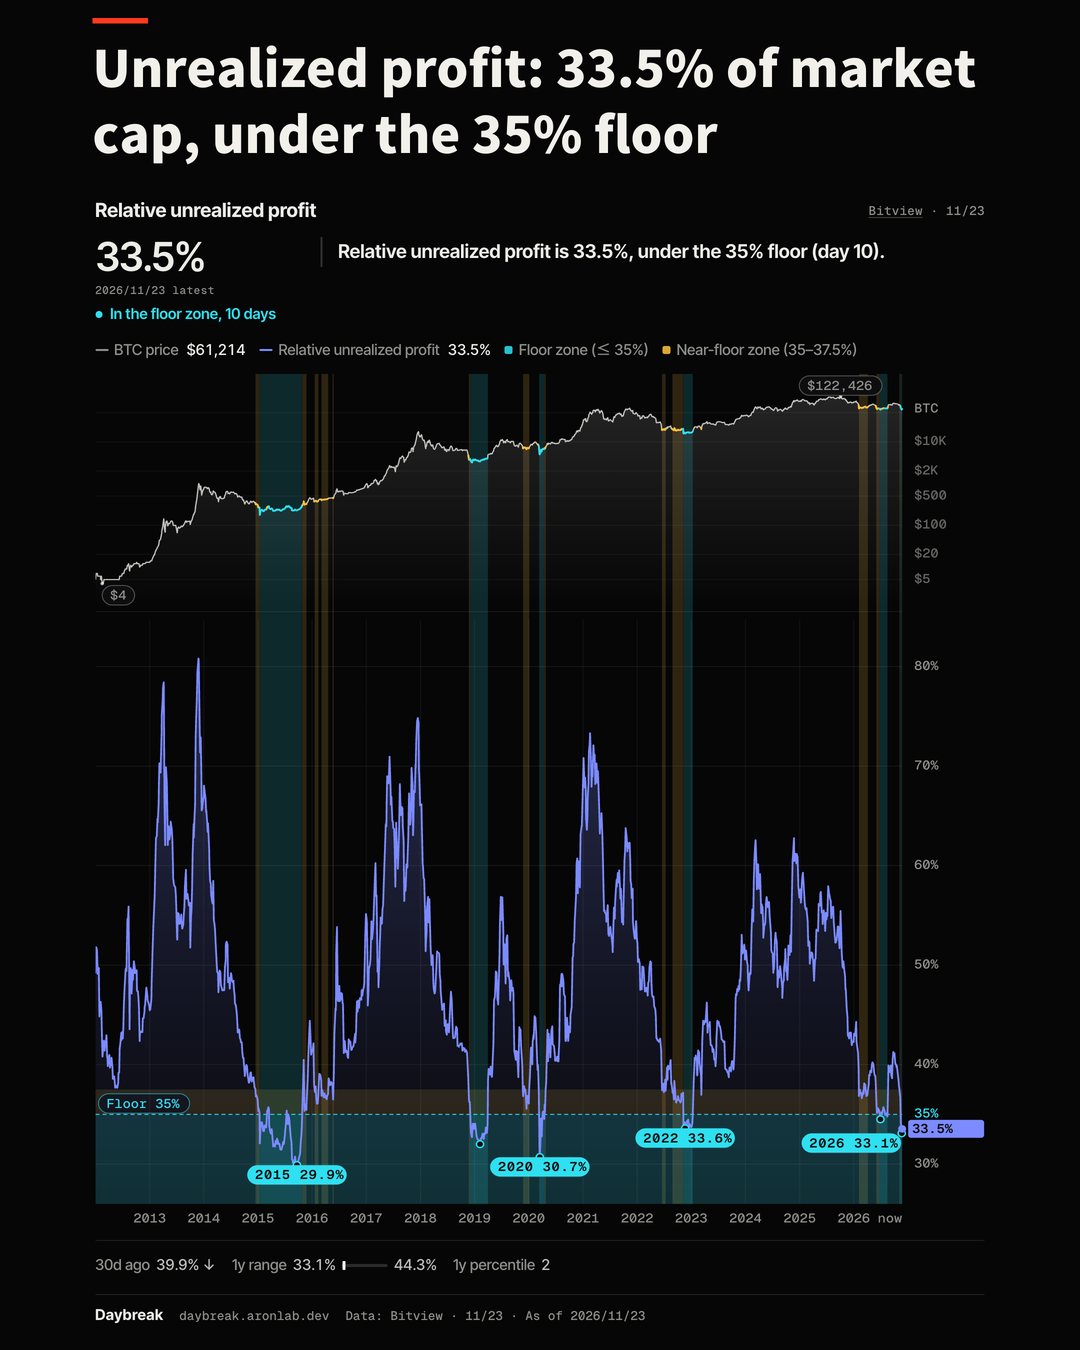 Unrealized profit: 33.5% of market
cap, under the 35% floor
Relative unrealized profit
Bitview · 11/23
33.5%
Relative unrealized profit is 33.5%, under the 35% floor (day 10).
2026/11/23 latest
In the floor zone, 10 days
BTC price $61,214 Relative unrealized profit 33.5% Floor zone (≤ 35%) Near-floor zone (35–37.5%)
$122,426
BTC
$10K
$2K
$500
$100
$20
$5
$4
80%
70%
60%
50%
40%
Floor 35%
35%
33.5%
2022 33.6%
2026 33.1%
30%
2020 30.7%
2015 29.9%
2013 2014 2015 2016 2017 2018 2019 2020 2021 2022 2023 2024 2025 2026 now
30d ago 39.9% ↓ 1y range 33.1% 44.3% 1y percentile 2
Daybreak daybreak.aronlab.dev Data: Bitview · 11/23 · As of 2026/11/23